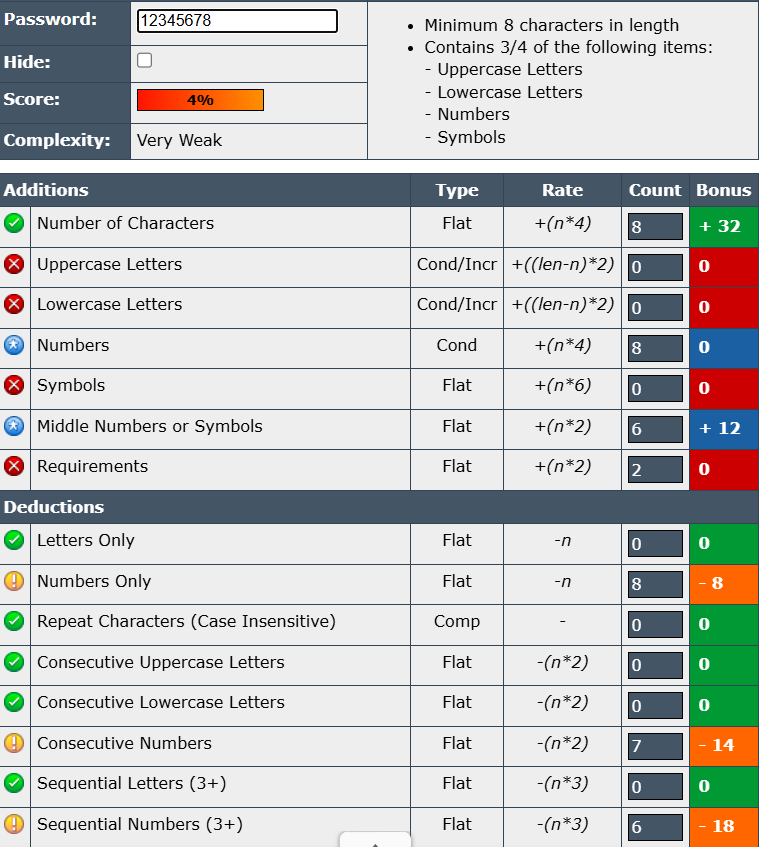 Password: 12345678
Hide:
Score: 4%
Complexity: Very Weak
• Minimum 8 characters in length
• Contains 3/4 of the following items:
- Uppercase Letters
- Lowercase Letters
- Numbers
- Symbols
Additions Type Rate Count Bonus
Number of Characters Flat +(n*4) 8 + 32
Uppercase Letters Cond/Incr +((len-n)*2) 0 0
Lowercase Letters Cond/Incr +((len-n)*2) 0 0
Numbers Cond +(n*4) 8 0
Symbols Flat +(n*6) 0 0
Middle Numbers or Symbols Flat +(n*2) 6 + 12
Requirements Flat +(n*2) 2 0
Deductions
Letters Only Flat -n 0 0
Numbers Only Flat -n 8 - 8
Repeat Characters (Case Insensitive) Comp - 0 0
Consecutive Uppercase Letters Flat -(n*2) 0 0
Consecutive Lowercase Letters Flat -(n*2) 0 0
Consecutive Numbers Flat -(n*2) 7 - 14
Sequential Letters (3+) Flat -(n*3) 0 0
Sequential Numbers (3+) Flat -(n*3) 6 - 18